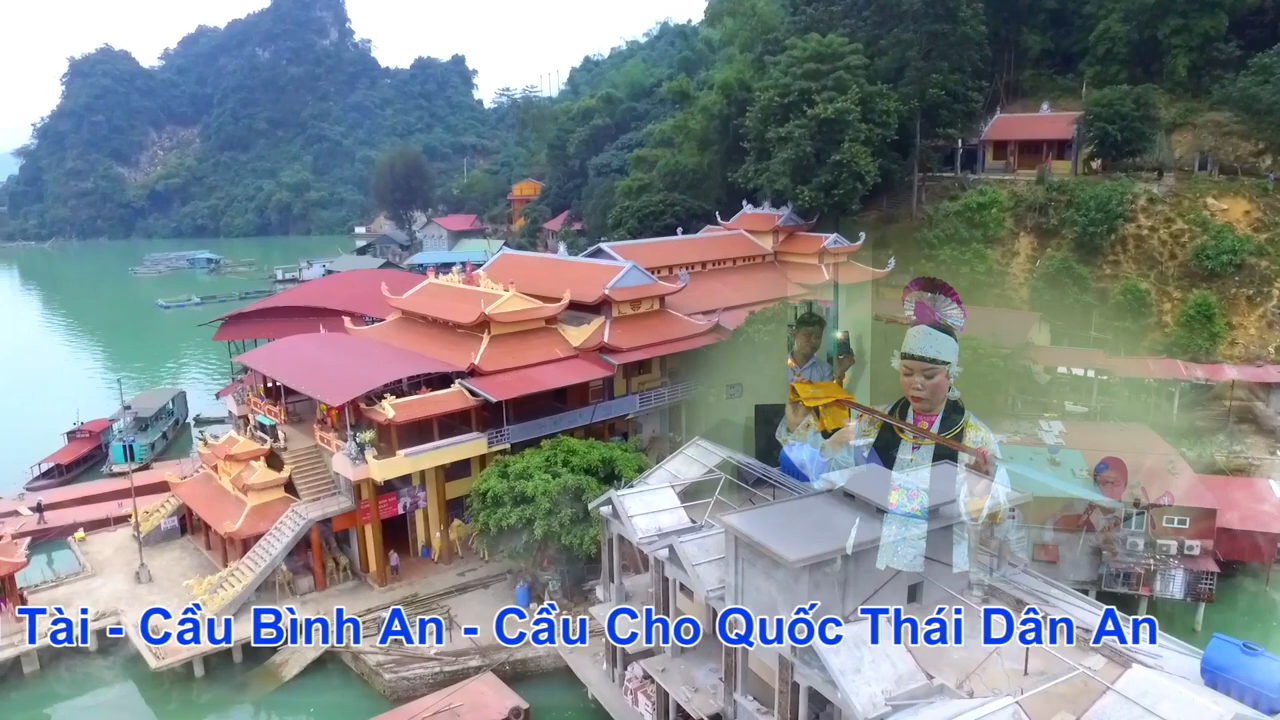 Tài - Cầu Bình An - Cầu Cho Quốc Thái Dân An